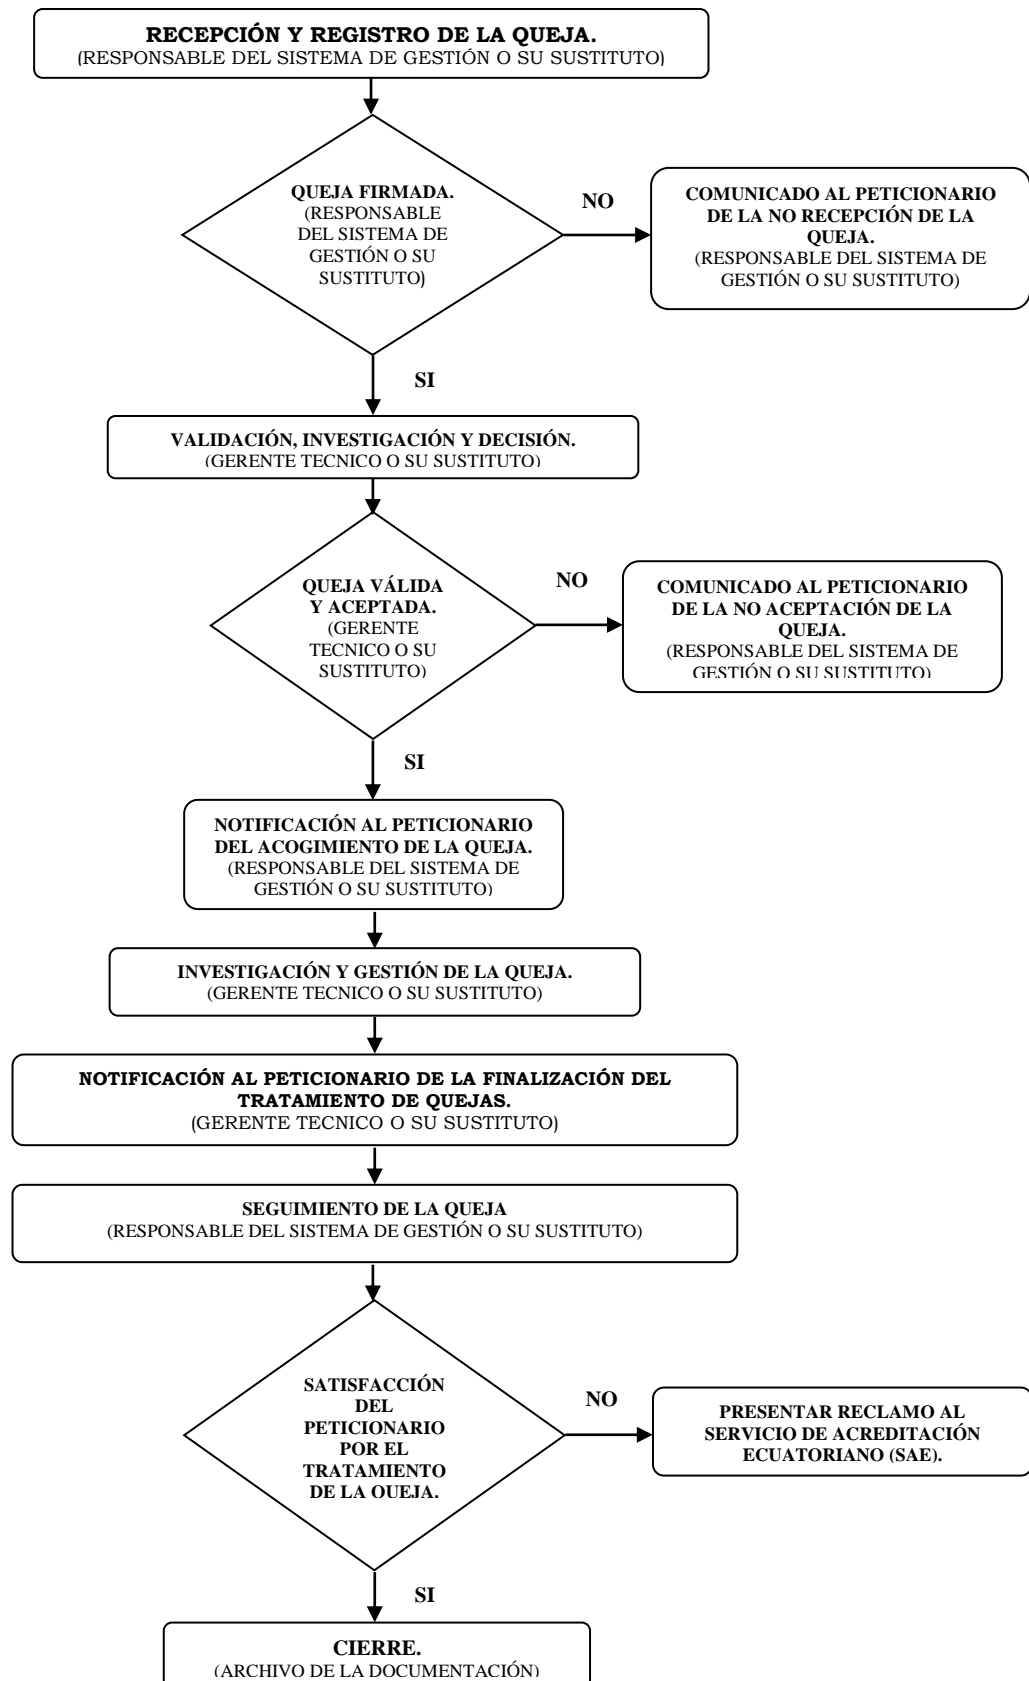 RECEPCIÓN Y REGISTRO DE LA QUEJA.
(RESPONSABLE DEL SISTEMA DE GESTIÓN O SU SUSTITUTO)
QUEJA FIRMADA.
(RESPONSABLE
DEL SISTEMA DE
GESTIÓN O SU
SUSTITUTO)
NO
COMUNICADO AL PETICIONARIO
DE LA NO RECEPCIÓN DE LA
QUEJA.
(RESPONSABLE DEL SISTEMA DE
GESTIÓN O SU SUSTITUTO)
SI
VALIDACIÓN, INVESTIGACIÓN Y DECISIÓN.
(GERENTE TECNICO O SU SUSTITUTO)
QUEJA VÁLIDA
Y ACEPTADA.
(GERENTE
TECNICO O SU
SUSTITUTO)
NO
COMUNICADO AL PETICIONARIO
DE LA NO ACEPTACIÓN DE LA
QUEJA.
(RESPONSABLE DEL SISTEMA DE
GESTIÓN O SU SUSTITUTO)
SI
NOTIFICACIÓN AL PETICIONARIO
DEL ACOGIMIENTO DE LA QUEJA.
(RESPONSABLE DEL SISTEMA DE
GESTIÓN O SU SUSTITUTO)
INVESTIGACIÓN Y GESTIÓN DE LA QUEJA.
(GERENTE TECNICO O SU SUSTITUTO)
NOTIFICACIÓN AL PETICIONARIO DE LA FINALIZACIÓN DEL
TRATAMIENTO DE QUEJAS.
(GERENTE TECNICO O SU SUSTITUTO)
SEGUIMIENTO DE LA QUEJA
(RESPONSABLE DEL SISTEMA DE GESTIÓN O SU SUSTITUTO)
SATISFACCIÓN
DEL
PETICIONARIO
POR EL
TRATAMIENTO
DE LA QUEJA.
NO
PRESENTAR RECLAMO AL
SERVICIO DE ACREDITACIÓN
ECUATORIANO (SAE).
SI
CIERRE.
(ARCHIVO DE LA DOCUMENTACIÓN)